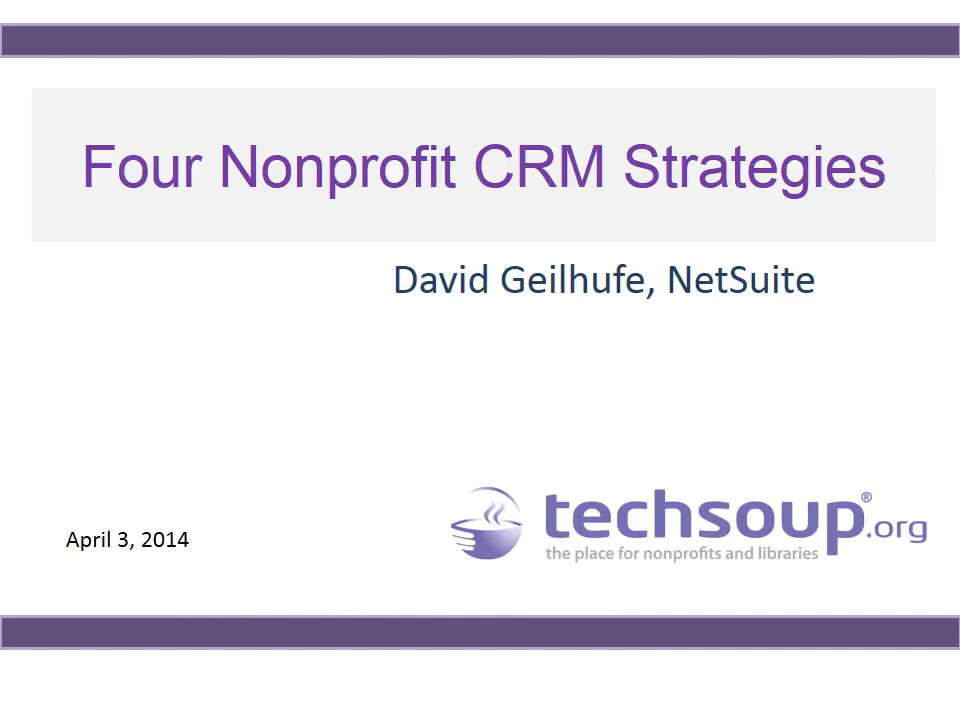 Four Nonprofit CRM Strategies
David Geilhufe, NetSuite
April 3, 2014
techsoup®.org
the place for nonprofits and libraries